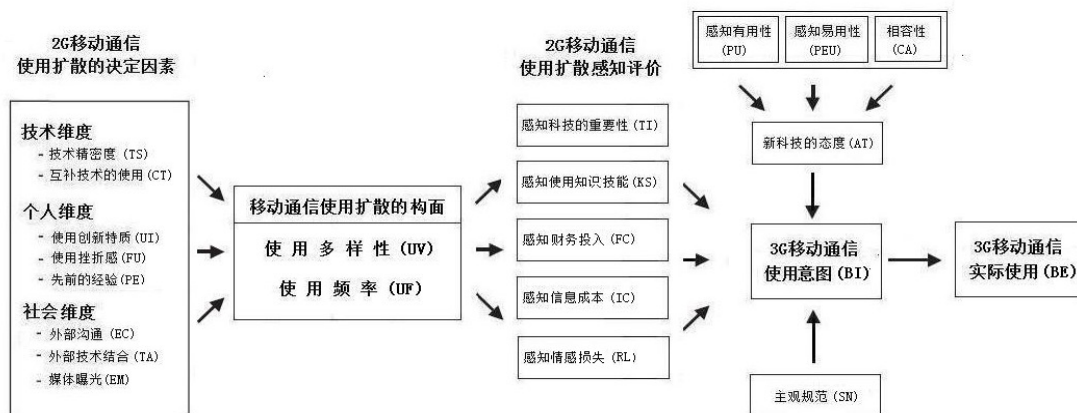 2G移动通信
使用扩散的决定因素
技术维度
- 技术精密度 (TS)
- 互补技术的使用 (CT)
个人维度
- 使用创新特质 (UI)
- 使用挫折感 (FU)
- 先前的经验 (PE)
社会维度
- 外部沟通 (EC)
- 外部技术结合 (TA)
- 媒体曝光 (EM)
移动通信使用扩散的构面
使用多样性 (UV)
使用频率 (UF)
2G移动通信
使用扩散感知评价
感知科技的重要性 (TI)
感知使用知识技能 (KS)
感知财务投入 (FC)
感知信息成本 (IC)
感知情感损失 (RL)
感知有用性
(PU)
感知易用性
(PEU)
相容性
(CA)
新科技的态度 (AT)
3G移动通信
使用意图 (BI)
主观规范 (SN)
3G移动通信
实际使用 (BE)